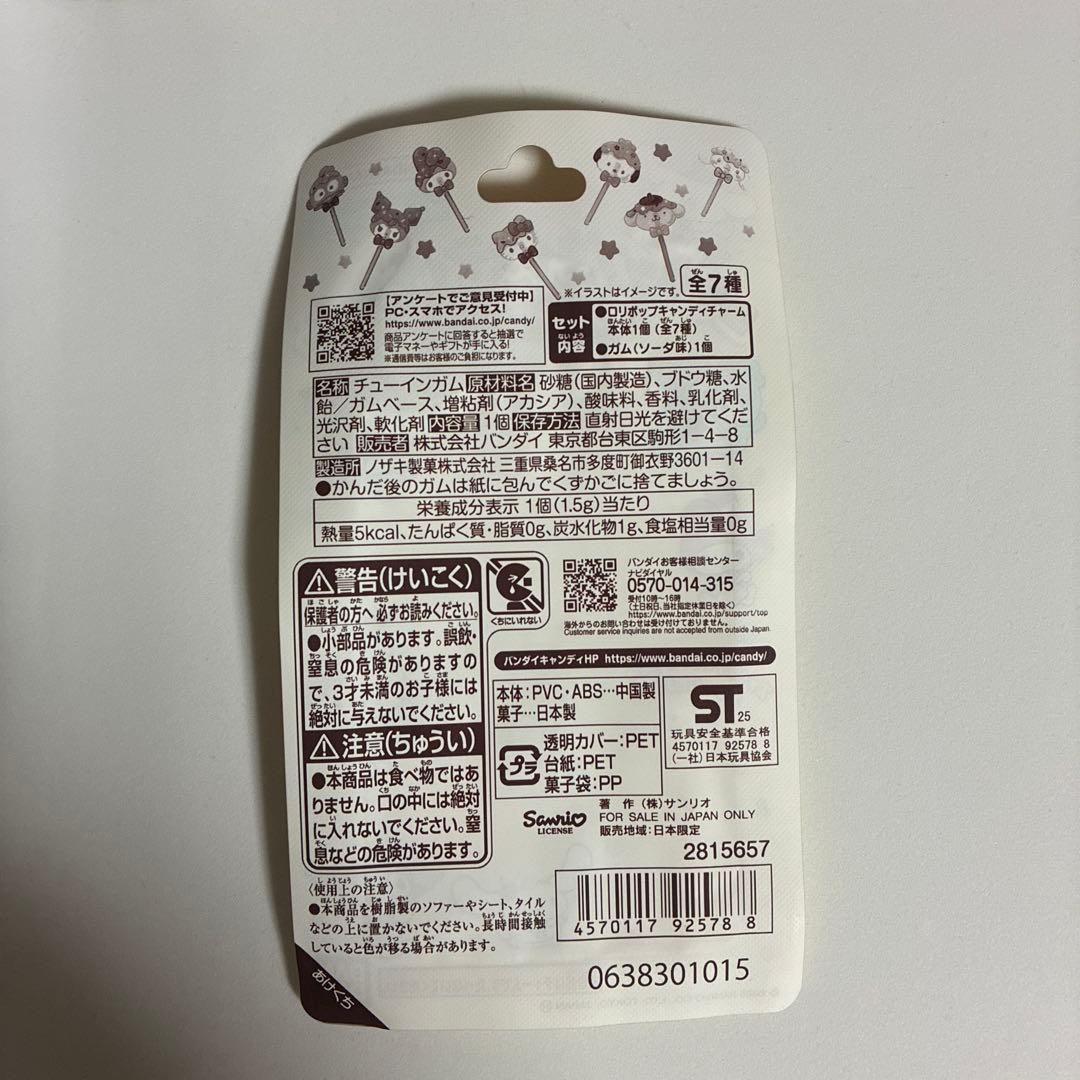 ※イラストはイメージです。
全7種
【アンケートでご意見受付中】
PC・スマホでアクセス!
https://www.bandai.co.jp/candy/
商品アンケートに回答すると抽選で
電子マネーやギフトが手に入る!
※通信費等はお客様のご負担になります。
セット内容
●ロリポップキャンディチャーム
本体1個(全7種)
●ガム(ソーダ味)1個
名称 チューインガム 原材料名 砂糖(国内製造)、ブドウ糖、水
飴/ガムベース、増粘剤(アカシア)、酸味料、香料、乳化剤、
光沢剤、軟化剤 内容量 1個 保存方法 直射日光を避けてくだ
さい 販売者 株式会社バンダイ 東京都台東区駒形1-4-8
製造所 ノザキ製菓株式会社 三重県桑名市多度町御衣野3601-14
●かんだ後のガムは紙に包んでくずかごに捨てましょう。
栄養成分表示 1個(1.5g)当たり
熱量5kcal、たんぱく質・脂質0g、炭水化物1g、食塩相当量0g
警告(けいこく)
保護者の方へ 必ずお読みください。
●小部品があります。誤飲・
窒息の危険がありますの
で、3才未満のお子様には
絶対に与えないでください。
注意(ちゅうい)
●本商品は食べ物ではあ
りません。口の中には絶対
に入れないでください。窒
息などの危険があります。
くちにいれない
バンダイお客様相談センター
ナビダイヤル
0570-014-315
受付10時~16時
(土日祝日、当社指定休業日を除く)
https://www.bandai.co.jp/support/top
海外からのお問い合わせは受け付けておりません。
Customer service inquiries are not accepted from outside Japan.
バンダイキャンディHP https://www.bandai.co.jp/candy/
本体:PVC・ABS…中国製
菓子…日本製
プラ
透明カバー:PET
台紙:PET
菓子袋:PP
ST 25
玩具安全基準合格
4570117 92578 8
(一社)日本玩具協会
Sanrio
LICENSE
著作(株)サンリオ
FOR SALE IN JAPAN ONLY
販売地域:日本限定
2815657
〈使用上の注意〉
●本商品を樹脂製のソファーやシート、タイル
などの上に置かないでください。長時間接触
していると色が移る場合があります。
4570117 92578 8
0638301015
あけくち